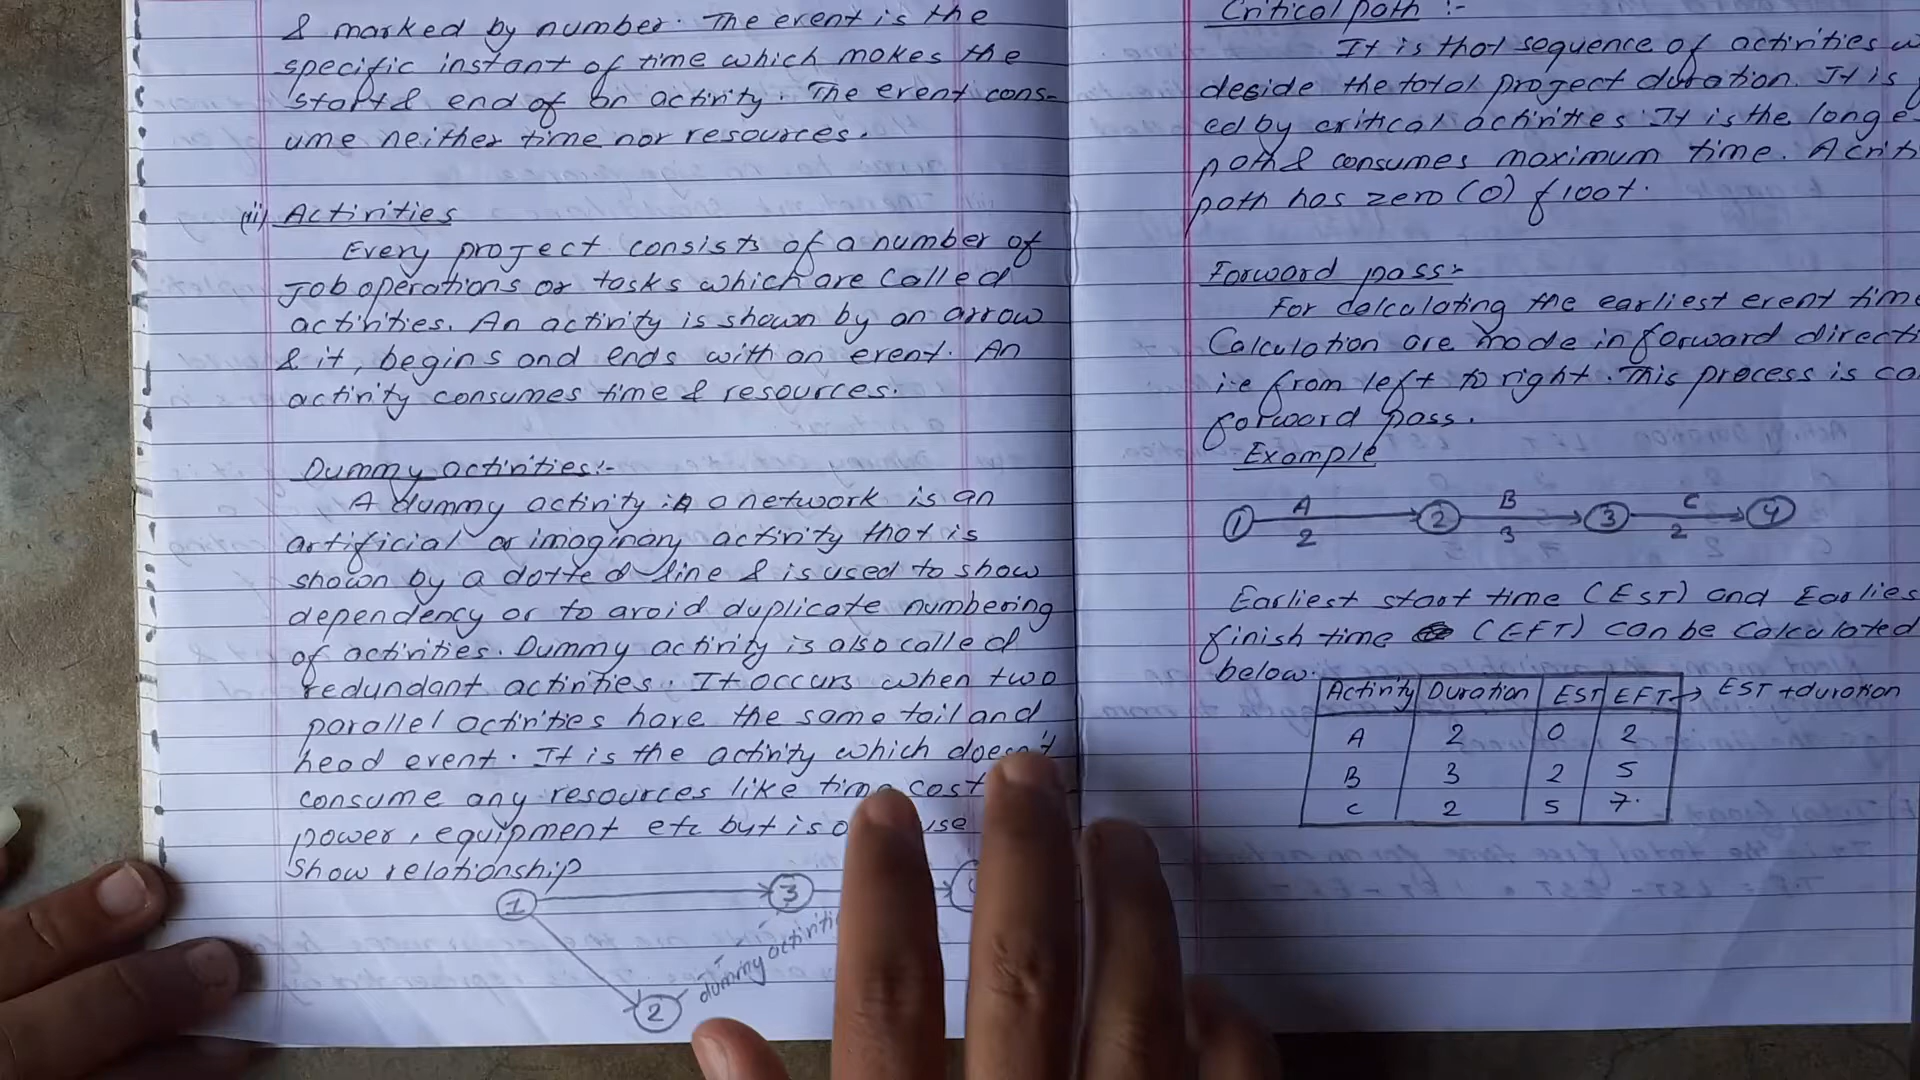 & marked by number. The event is the
specific instant of time which makes the
start & end of an activity. The event cons-
ume neither time nor resources.
(ii) Activities
Every project consists of a number of
Job operations or tasks which are called
activities. An activity is shown by an arrow
& it, begins and ends with an event. An
activity consumes time & resources.
Dummy activities:-
A dummy activity in a network is an
artificial or imaginary activity that is
shown by a dotted line & is used to show
dependency or to avoid duplicate numbering
of activities. Dummy activity is also called
redundant activities. It occurs when two
parallel activities have the same tail and
head event. It is the activity which doesn't
consume any resources like time cost
power, equipment etc but is
Show relationship
1 3
dummy
2
Critical path :-
It is that sequence of activities
deside the total project duration. It is
ed by critical activities. It is the longe
path & consumes maximum time. A
path has zero (0) float.
Forward pass:-
For calculating the earliest event time
Calculation are made in forward
i.e from left to right. This process is
forward pass.
Example
A B C
1 2 3 4
2 3 2
Earliest start time (EST) and Earlies
finish time (EFT) can be calculated
below.
Activity Duration EST EFT → EST + duration
A 2 0 2
B 3 2 5
C 2 5 7.